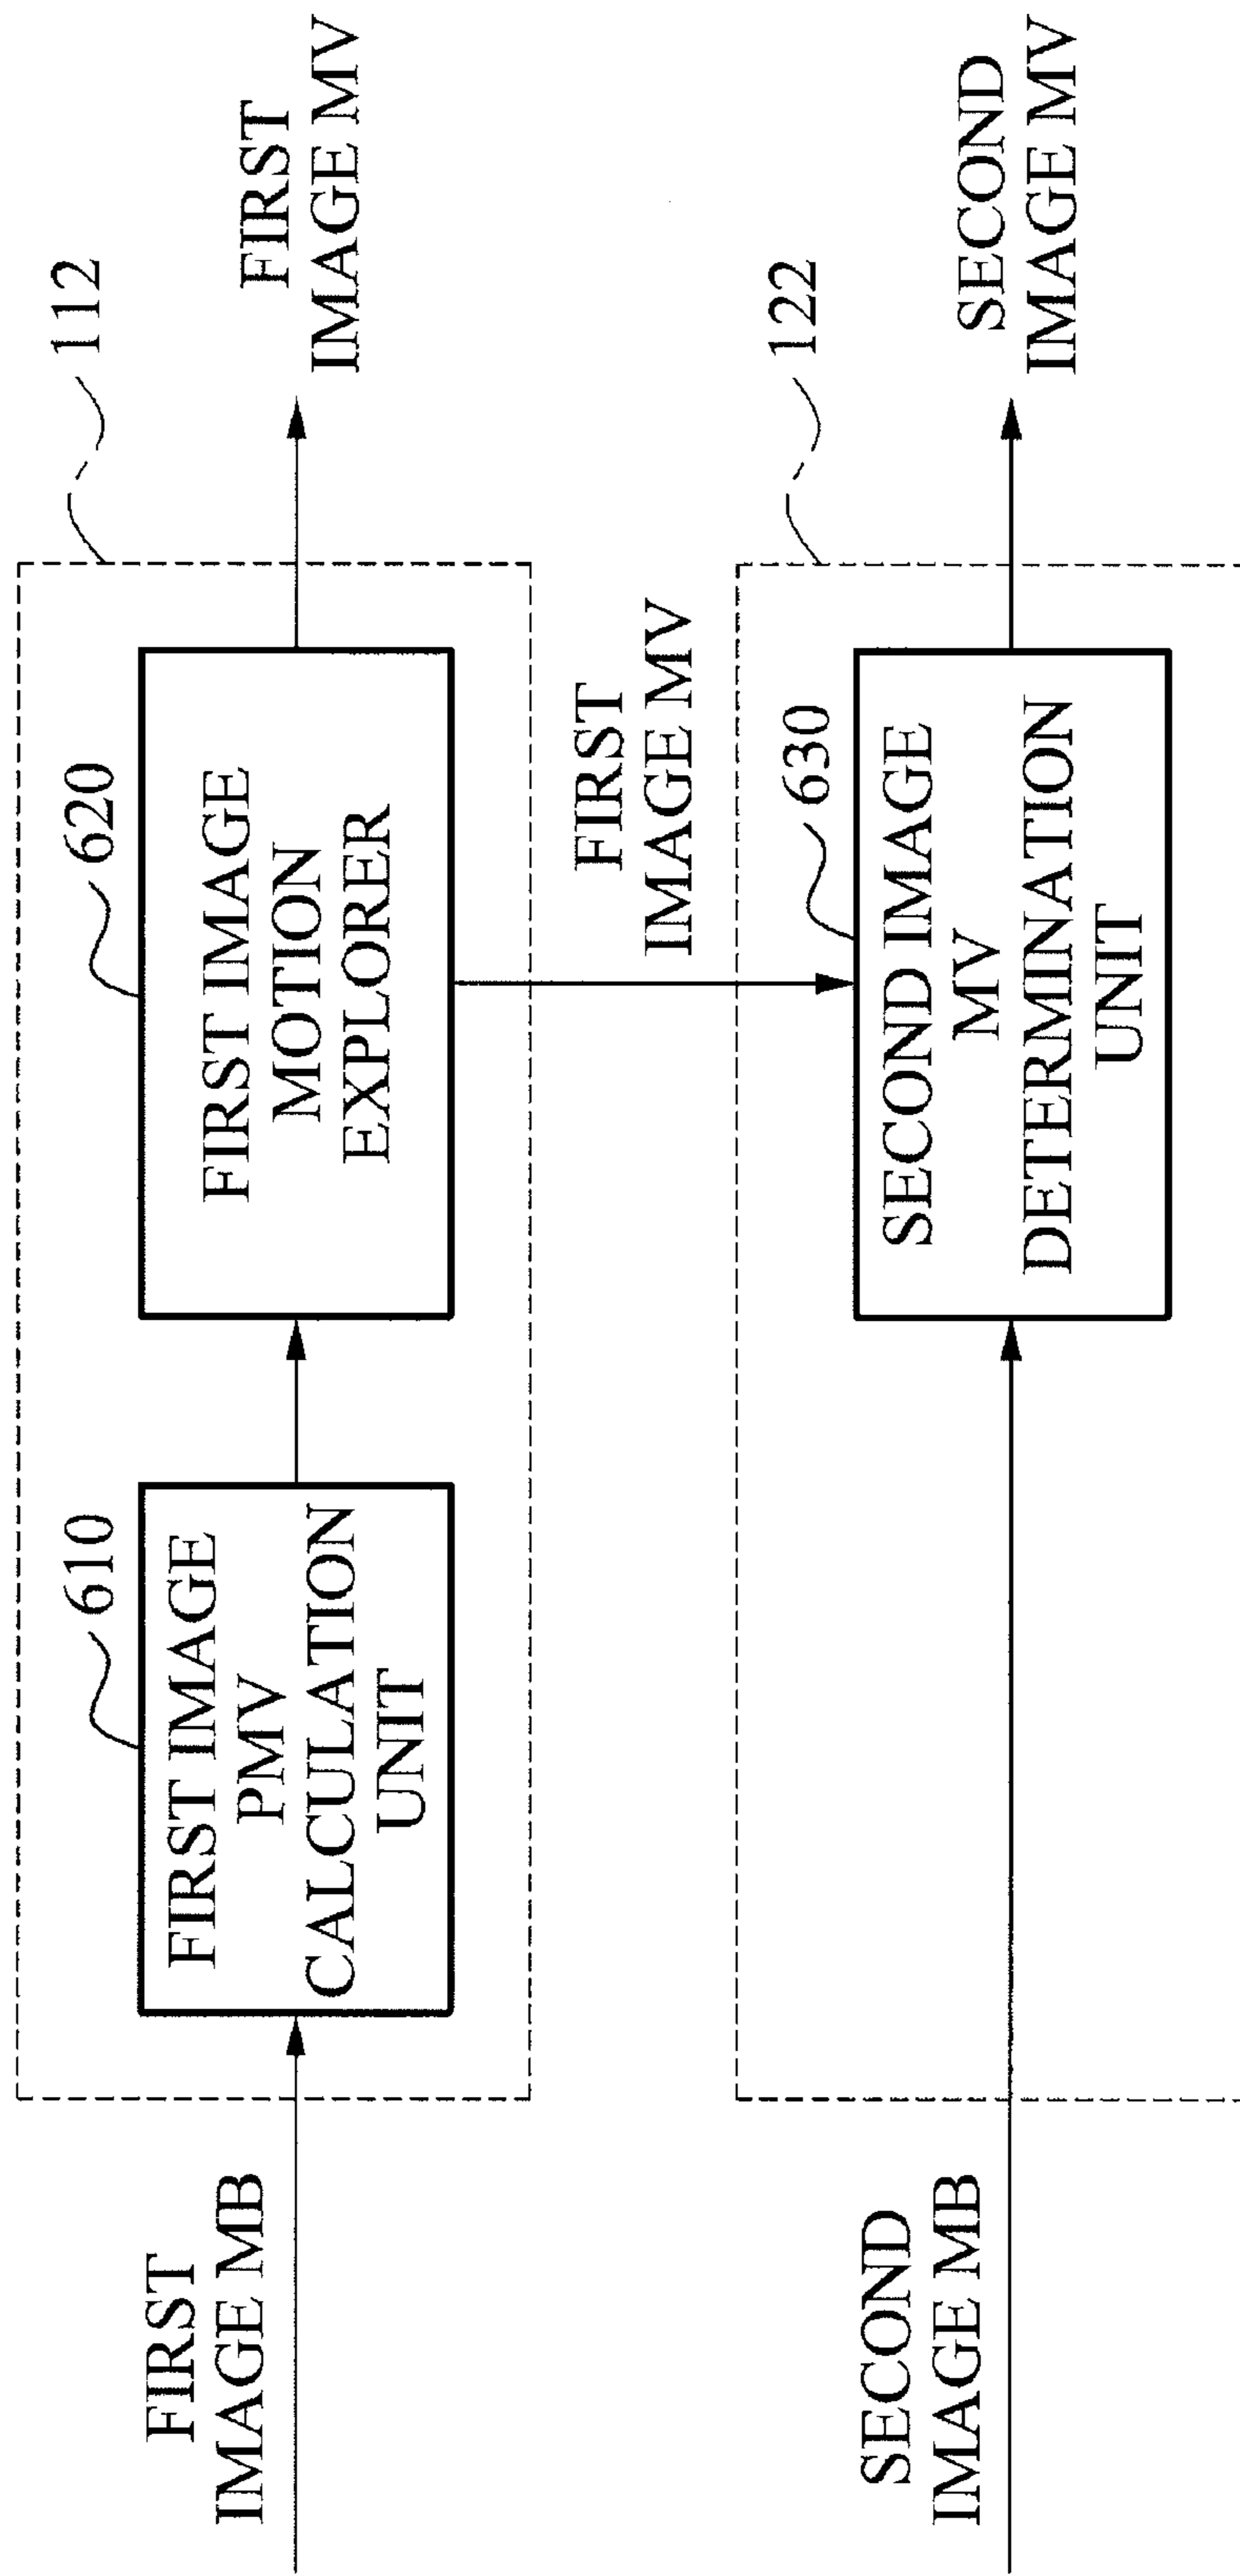 FIRST
IMAGE MB
610
FIRST IMAGE
PMV
CALCULATION
UNIT
620
FIRST IMAGE
MOTION
EXPLORER
112
FIRST
IMAGE MV
FIRST
IMAGE MV
SECOND
IMAGE MB
630
SECOND IMAGE
MV
DETERMINATION
UNIT
122
SECOND
IMAGE MV